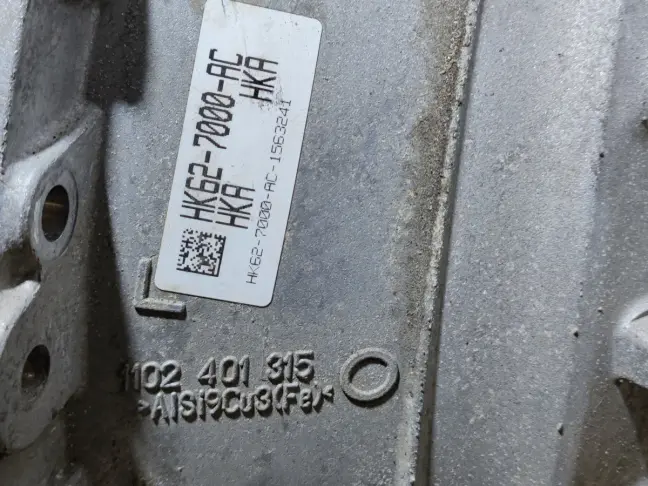 HK62-7000-AC
HKA HKA
HK62-7000-AC-1563241
1102 401 315
>AlSi9Cu3(Fe)<